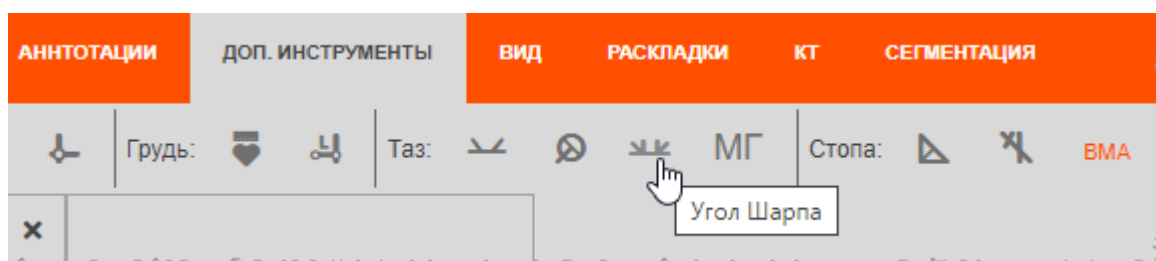 АННТОТАЦИИ ДОП. ИНСТРУМЕНТЫ ВИД РАСКЛАДКИ КТ СЕГМЕНТАЦИЯ
Грудь: Таз: МГ Стопа: ВМА
Угол Шарпа